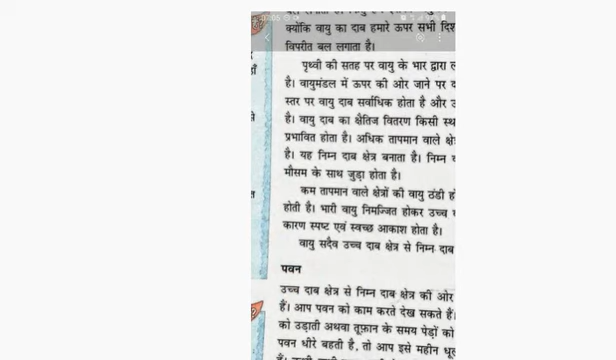 क्योंकि वायु का दाब हमारे ऊपर सभी दिश
विपरीत बल लगाता है।
पृथ्वी की सतह पर वायु के भार द्वारा ल
है। वायुमंडल में ऊपर की ओर जाने पर द
स्तर पर वायु दाब सर्वाधिक होता है और उ
है। वायु दाब का क्षैतिज वितरण किसी स्थ
प्रभावित होता है। अधिक तापमान वाले क्षे
है। यह निम्न दाब क्षेत्र बनाता है। निम्न द
मौसम के साथ जुड़ा होता है।
कम तापमान वाले क्षेत्रों की वायु ठंडी हो
होती है। भारी वायु निमज्जित होकर उच्च द
कारण स्पष्ट एवं स्वच्छ आकाश होता है।
वायु सदैव उच्च दाब क्षेत्र से निम्न दाब
पवन
उच्च दाब क्षेत्र से निम्न दाब क्षेत्र की ओर
हैं। आप पवन को काम करते देख सकते हैं।
को उड़ाती अथवा तूफ़ान के समय पेड़ों को
पवन धीरे बहती है, तो आप इसे महीन धूल